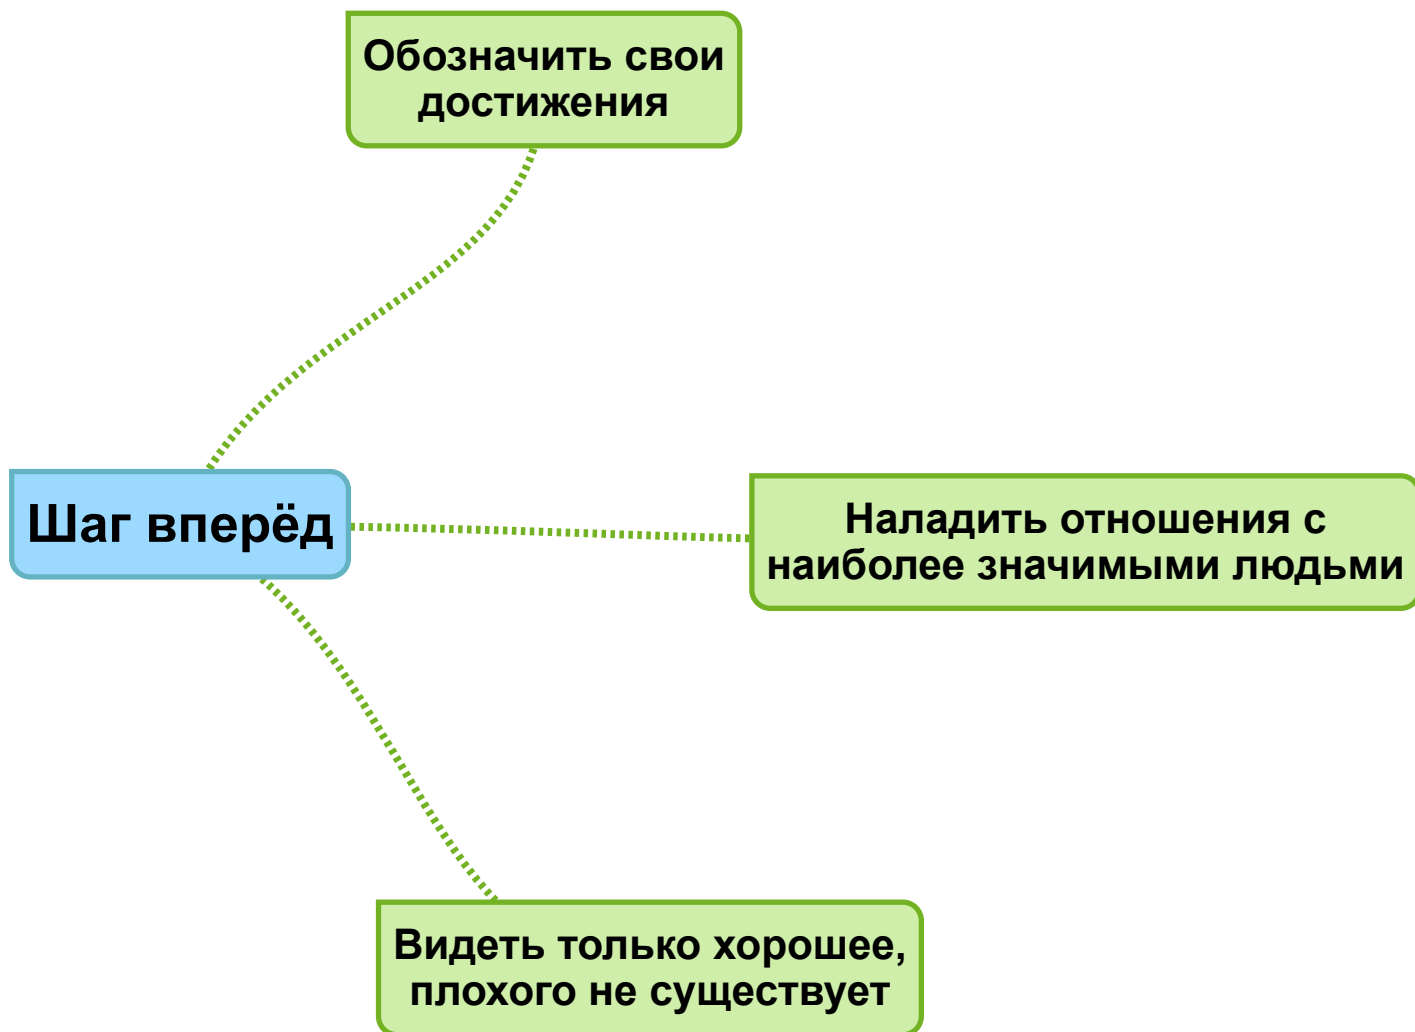 Обозначить свои
достижения
Шаг вперёд
Наладить отношения с
наиболее значимыми людьми
Видеть только хорошее,
плохого не существует